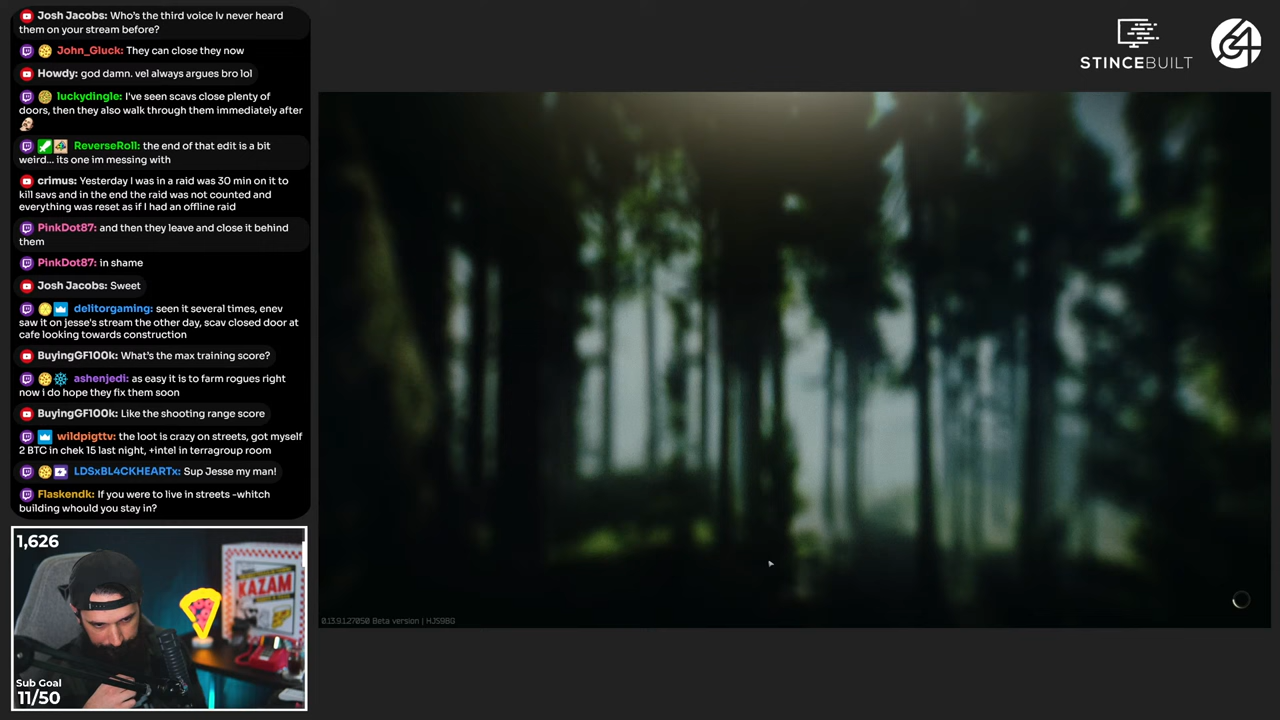 Josh Jacobs: Who's the third voice Iv never heard
them on your stream before?
John_Gluck: They can close they now
Howdy: god damn. vel always argues bro lol
luckydingle: I've seen scavs close plenty of
doors, then they also walk through them immediately after
ReverseRoll: the end of that edit is a bit
weird... its one im messing with
crimus: Yesterday I was in a raid was 30 min on it to
kill savs and in the end the raid was not counted and
everything was reset as if I had an offline raid
PinkDot87: and then they leave and close it behind
them
PinkDot87: in shame
Josh Jacobs: Sweet
delitorgaming: seen it several times, enev
saw it on jesse's stream the other day, scav closed door at
cafe looking towards construction
BuyingGF100k: What's the max training score?
ashenjedi: as easy it is to farm rogues right
now i do hope they fix them soon
BuyingGF100k: Like the shooting range score
wildpigttv: the loot is crazy on streets, got myself
2 BTC in chek 15 last night, +intel in terragroup room
LDSxBL4CKHEARTx: Sup Jesse my man!
Flaskendk: If you were to live in streets -whitch
building whould you stay in?
1,626
KAZAM
Sub Goal
11/50
STINCEBUILT
64
0.13.9.1.27050 Beta version | HJS98G